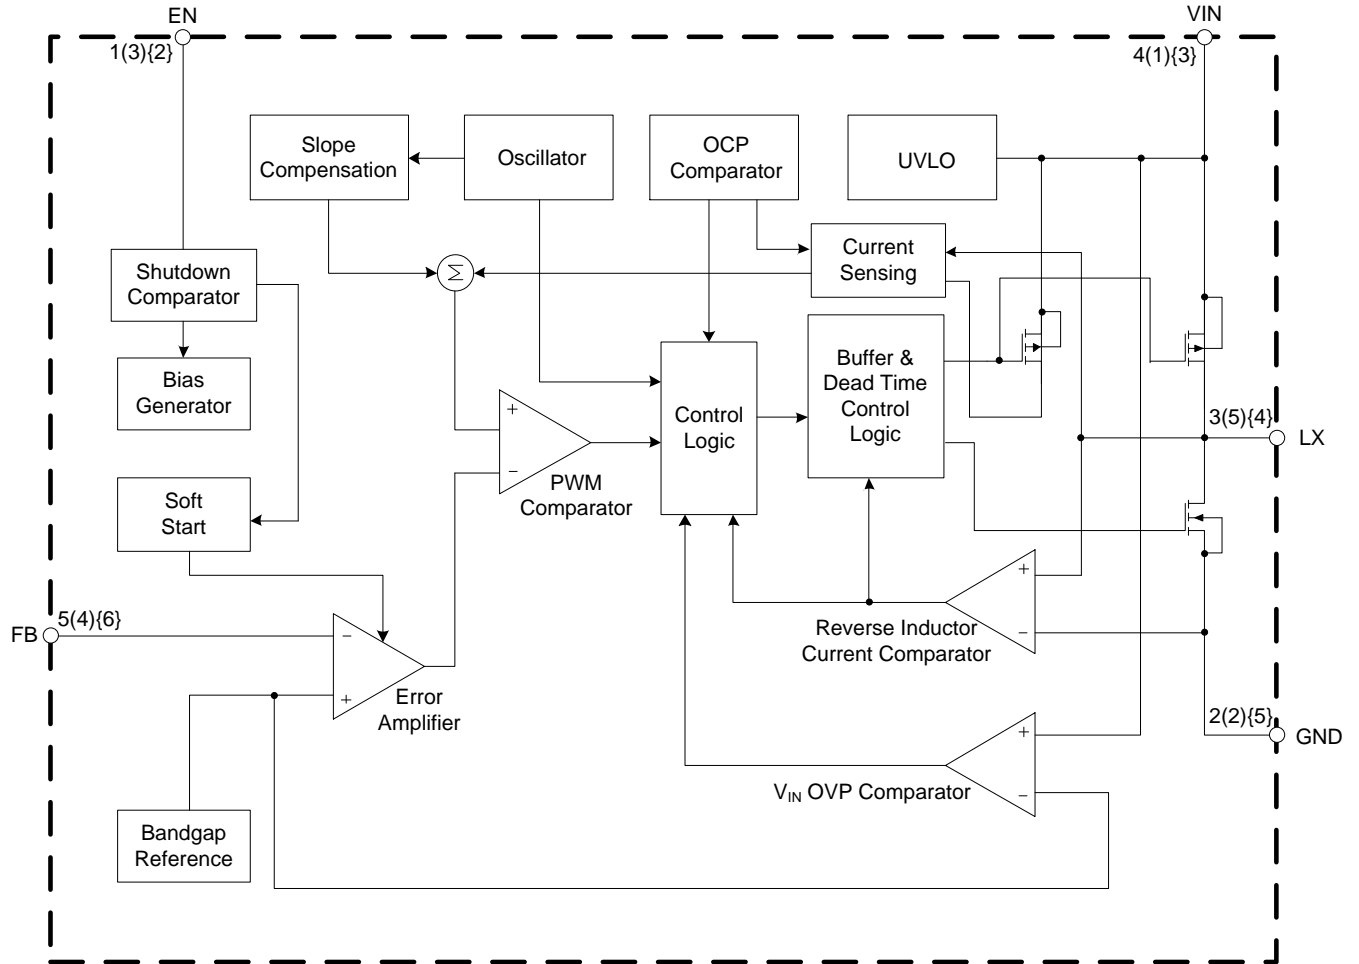 EN
VIN
1(3){2}
4(1){3}
Slope
Compensation
Oscillator
OCP
Comparator
UVLO
Shutdown
Comparator
Σ
Current
Sensing
Bias
Generator
Buffer &
Dead Time
Control
Logic
Control
Logic
+
−
PWM
Comparator
3(5){4}
LX
Soft
Start
5(4){6}
FB
−
+
Error
Amplifier
+
−
Reverse Inductor
Current Comparator
2(2){5}
GND
+
−
VIN OVP Comparator
Bandgap
Reference